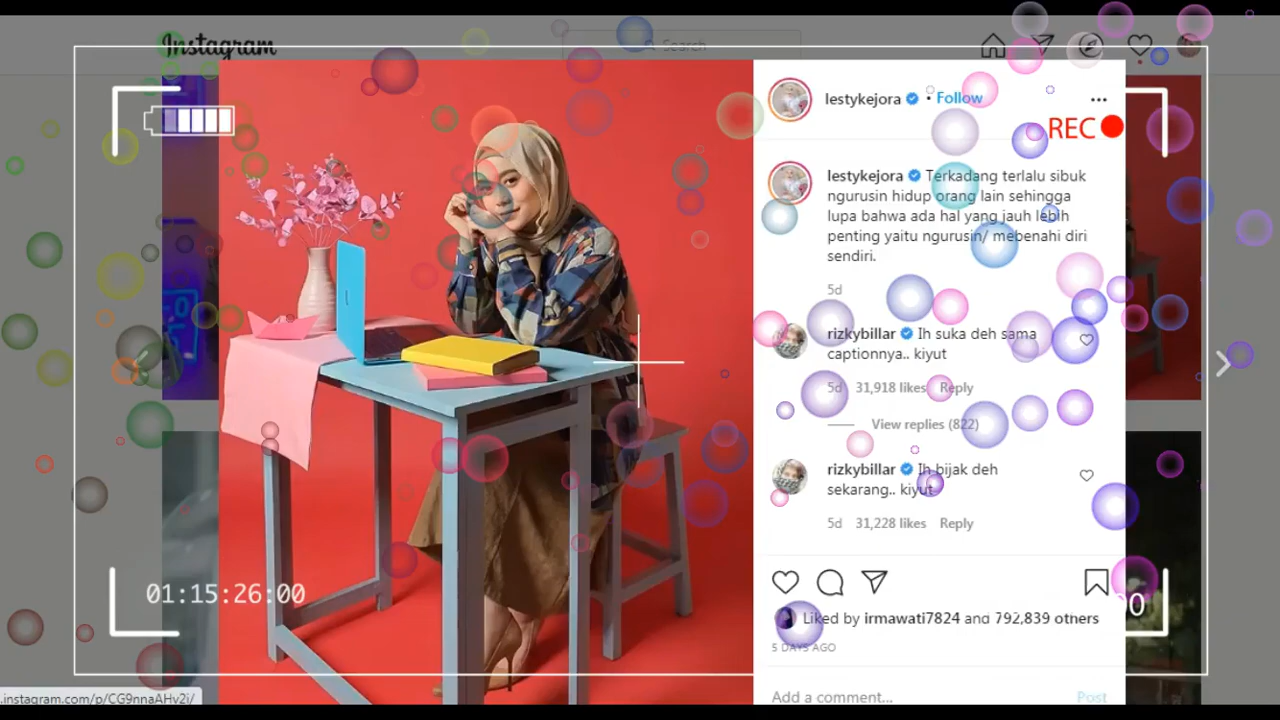 Instagram
Search
lestykejora • Follow
REC
lestykejora Terkadang terlalu sibuk
ngurusin hidup orang lain sehingga
lupa bahwa ada hal yang jauh lebih
penting yaitu ngurusin/ mebenahi diri
sendiri.
5d
rizkybillar Ih suka deh sama
captionnya.. kiyut
5d 31,918 likes Reply
View replies (822)
rizkybillar Ih bijak deh
sekarang.. kiyut
5d 31,228 likes Reply
01:15:26:00
Liked by irmawati7824 and 792,839 others
5 DAYS AGO
.instagram.com/p/CG9nnaAHv2i/
Add a comment... Post